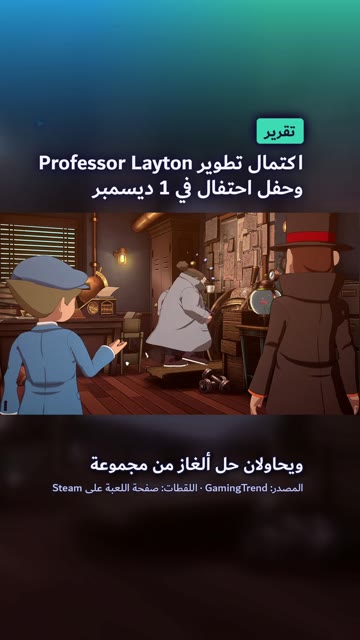 تقرير
اكتمال تطوير Professor Layton
وحفل احتفال في 1 ديسمبر
ويحاولان حل ألغاز من مجموعة
المصدر: GamingTrend · اللقطات: صفحة اللعبة على Steam